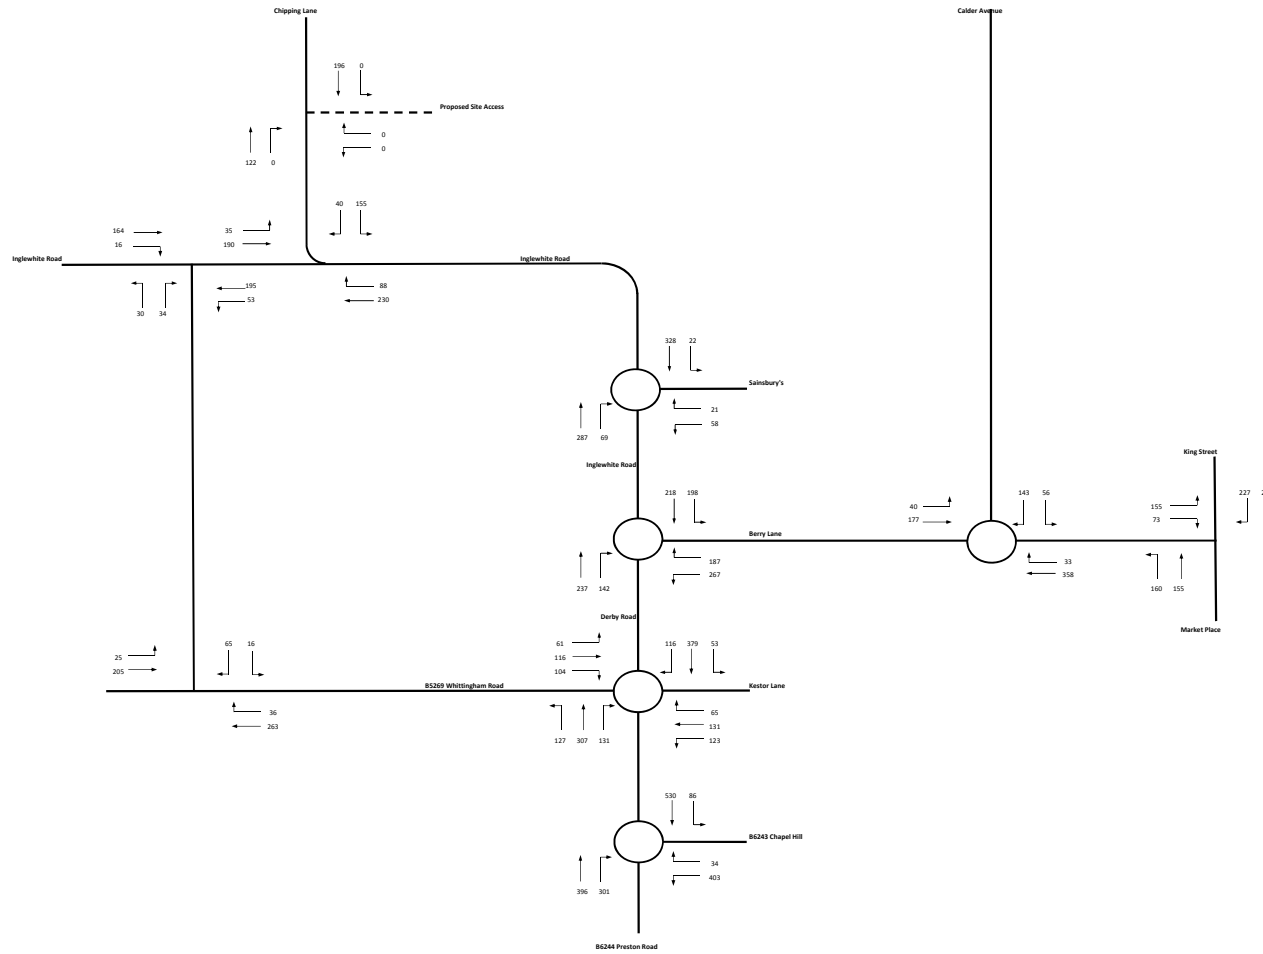 Chipping Lane
Calder Avenue
196 0
Proposed Site Access
0
0
122 0
40 155
164
16
35
190
Inglewhite Road
Inglewhite Road
195
53
88
230
30 34
328 22
Sainsbury's
21
58
287 69
Inglewhite Road
King Street
218 198
40
177
143 56
155
73
227
Berry Lane
187
267
33
358
237 142
160 155
Derby Road
Market Place
25
205
65 16
61
116
104
116 379 53
B5269 Whittingham Road
Kestor Lane
36
263
127 307 131
65
131
123
530 86
B6243 Chapel Hill
34
403
396 301
B6244 Preston Road